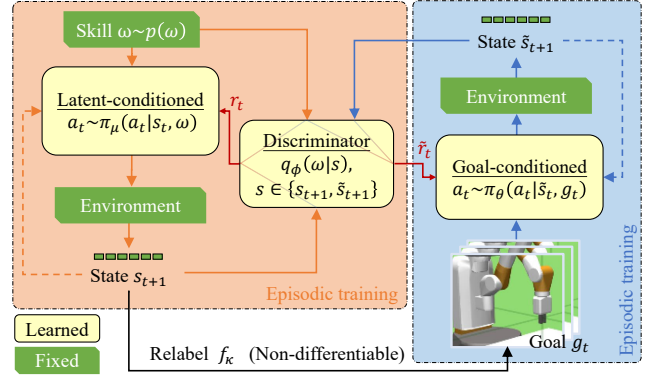 Skill ω~p(ω)
Latent-conditioned
a_t~π_μ(a_t|s_t, ω)
r_t
Environment
State s_{t+1}
Discriminator
q_ϕ(ω|s),
s ∈ {s_{t+1}, s̃_{t+1}}
Episodic training
State s̃_{t+1}
Environment
r̃_t
Goal-conditioned
a_t~π_θ(a_t|s̃_t, g_t)
Goal g_t
Episodic training
Learned
Fixed
Relabel f_κ (Non-differentiable)